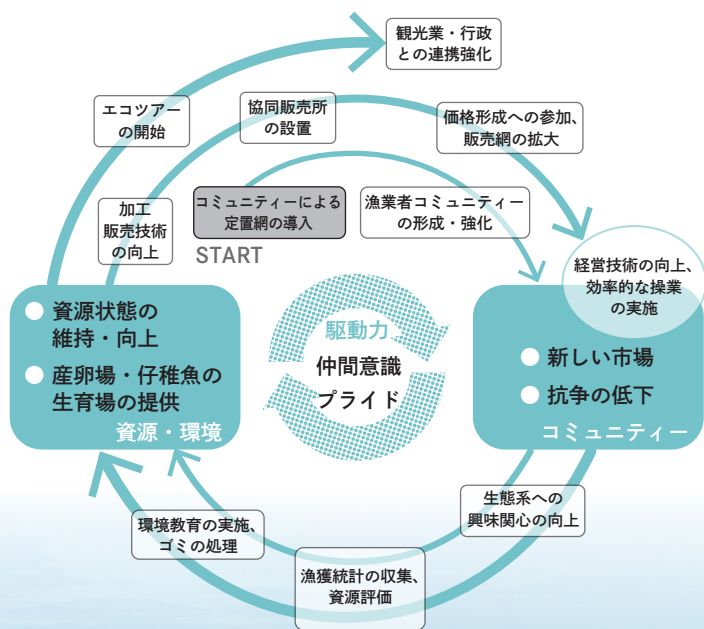 観光業・行政
との連携強化
エコツアー
の開始
協同販売所
の設置
価格形成への参加、
販売網の拡大
加工
販売技術
の向上
コミュニティーによる
定置網の導入
START
漁業者コミュニティー
の形成・強化
経営技術の向上、
効率的な操業
の実施
資源状態の
維持・向上
産卵場・仔稚魚の
生育場の提供
資源・環境
駆動力
仲間意識
プライド
新しい市場
抗争の低下
コミュニティー
生態系への
興味関心の向上
環境教育の実施、
ゴミの処理
漁獲統計の収集、
資源評価